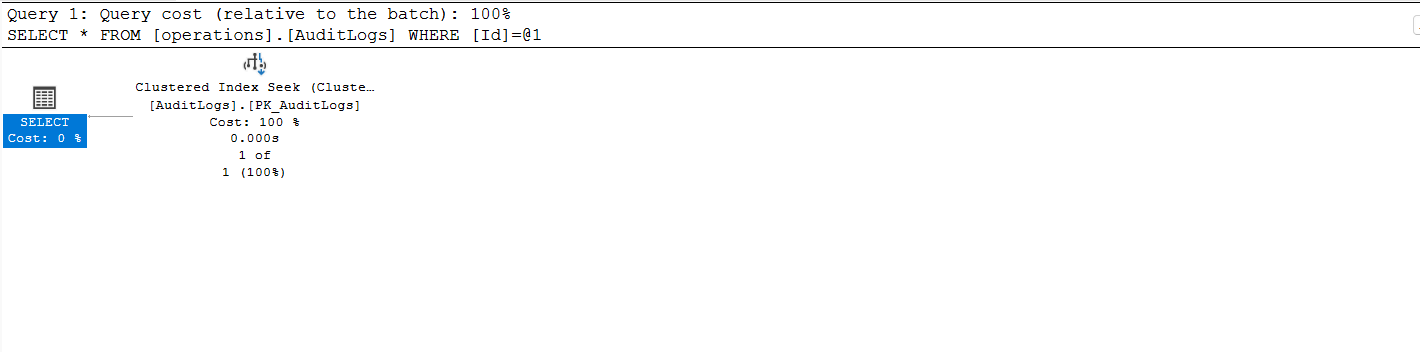 Query 1: Query cost (relative to the batch): 100%
SELECT * FROM [operations].[AuditLogs] WHERE [Id]=@1
Clustered Index Seek (Cluste…
[AuditLogs].[PK_AuditLogs]
Cost: 100 %
0.000s
1 of
1 (100%)
SELECT
Cost: 0 %